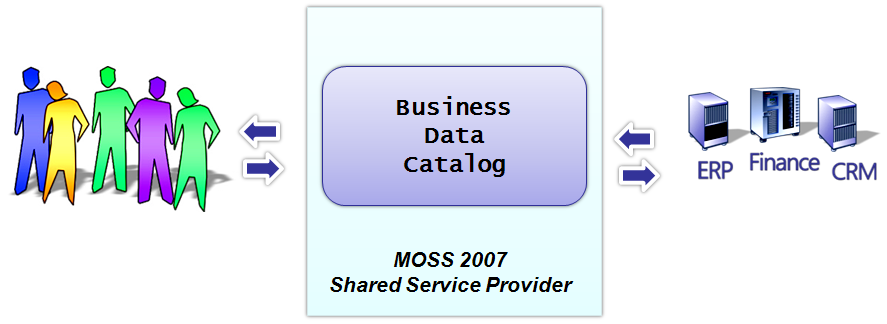 Business
Data
Catalog
MOSS 2007
Shared Service Provider
ERP
Finance
CRM